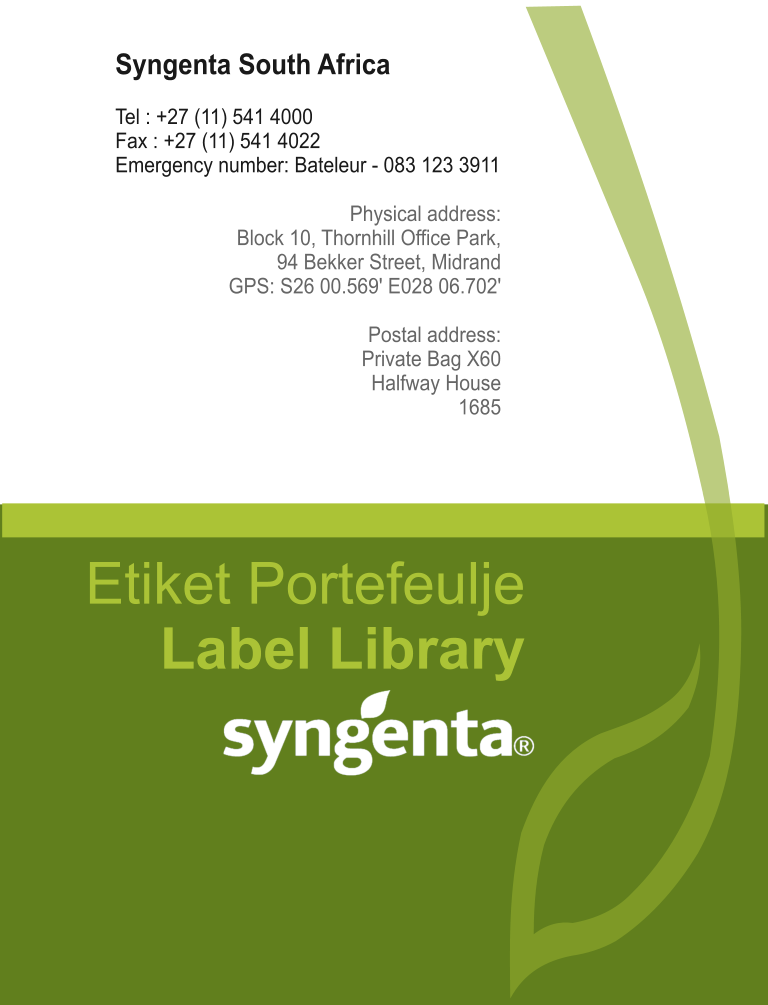 Syngenta South Africa
Tel : +27 (11) 541 4000
Fax : +27 (11) 541 4022
Emergency number: Bateleur - 083 123 3911
Physical address:
Block 10, Thornhill Office Park,
94 Bekker Street, Midrand
GPS: S26 00.569' E028 06.702'
Postal address:
Private Bag X60
Halfway House
1685
Etiket Portefeulje
Label Library
syngenta®